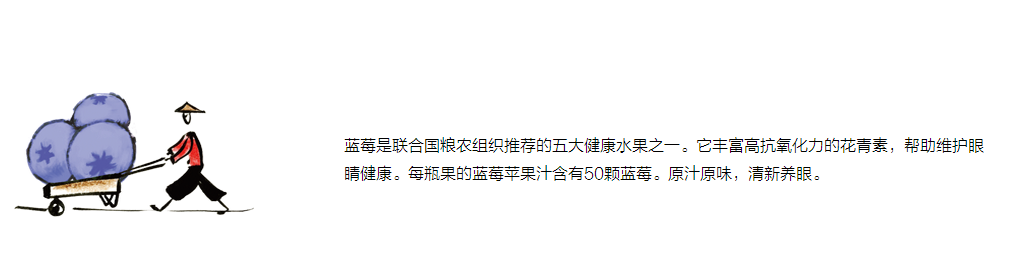 蓝莓是联合国粮农组织推荐的五大健康水果之一。它丰富高抗氧化力的花青素，帮助维护眼
睛健康。每瓶果的蓝莓苹果汁含有50颗蓝莓。原汁原味，清新养眼。